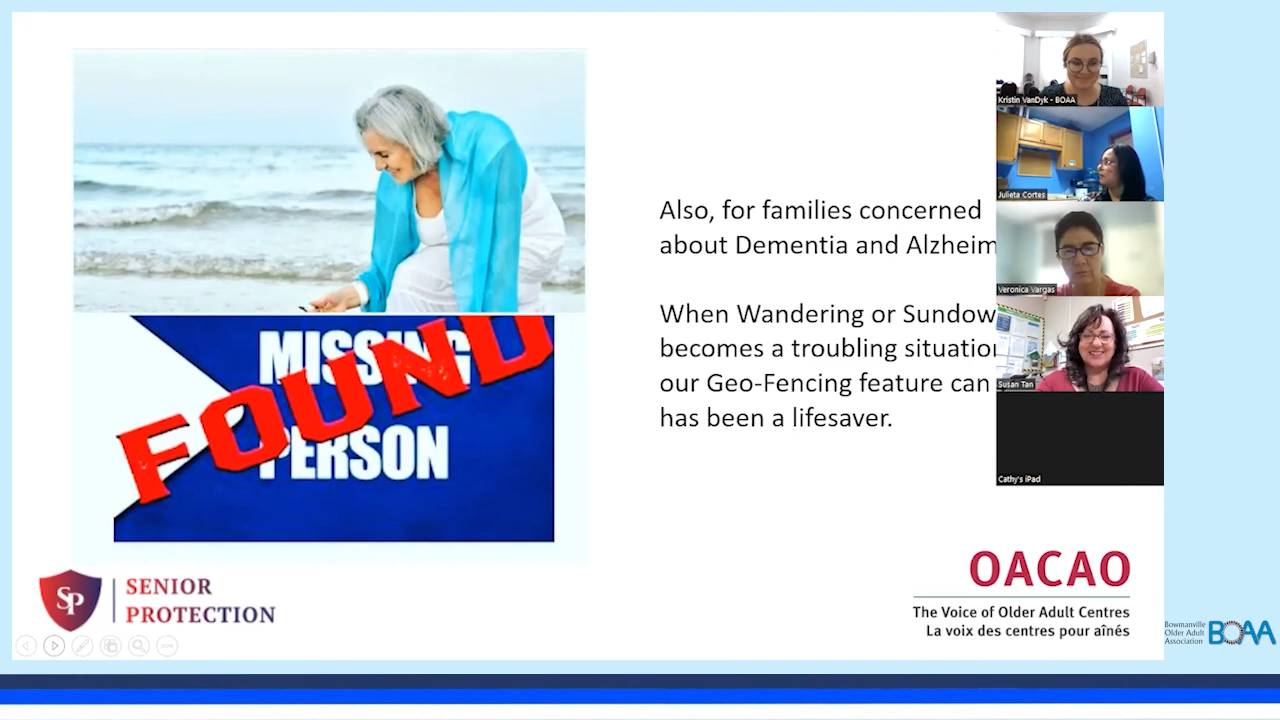 Kristin VanDyk - BOAA
Julieta Cortes
Also, for families concerned
about Dementia and Alzheim
Veronica Vargas
When Wandering or Sundow
becomes a troubling situation
our Geo-Fencing feature can
has been a lifesaver.
Susan Tan
Cathy's iPad
MISSING
FOUND
PERSON
SP
SENIOR
PROTECTION
OACAO
The Voice of Older Adult Centres
La voix des centres pour aînés
Bowmanville
Older Adult
Association
BOAA